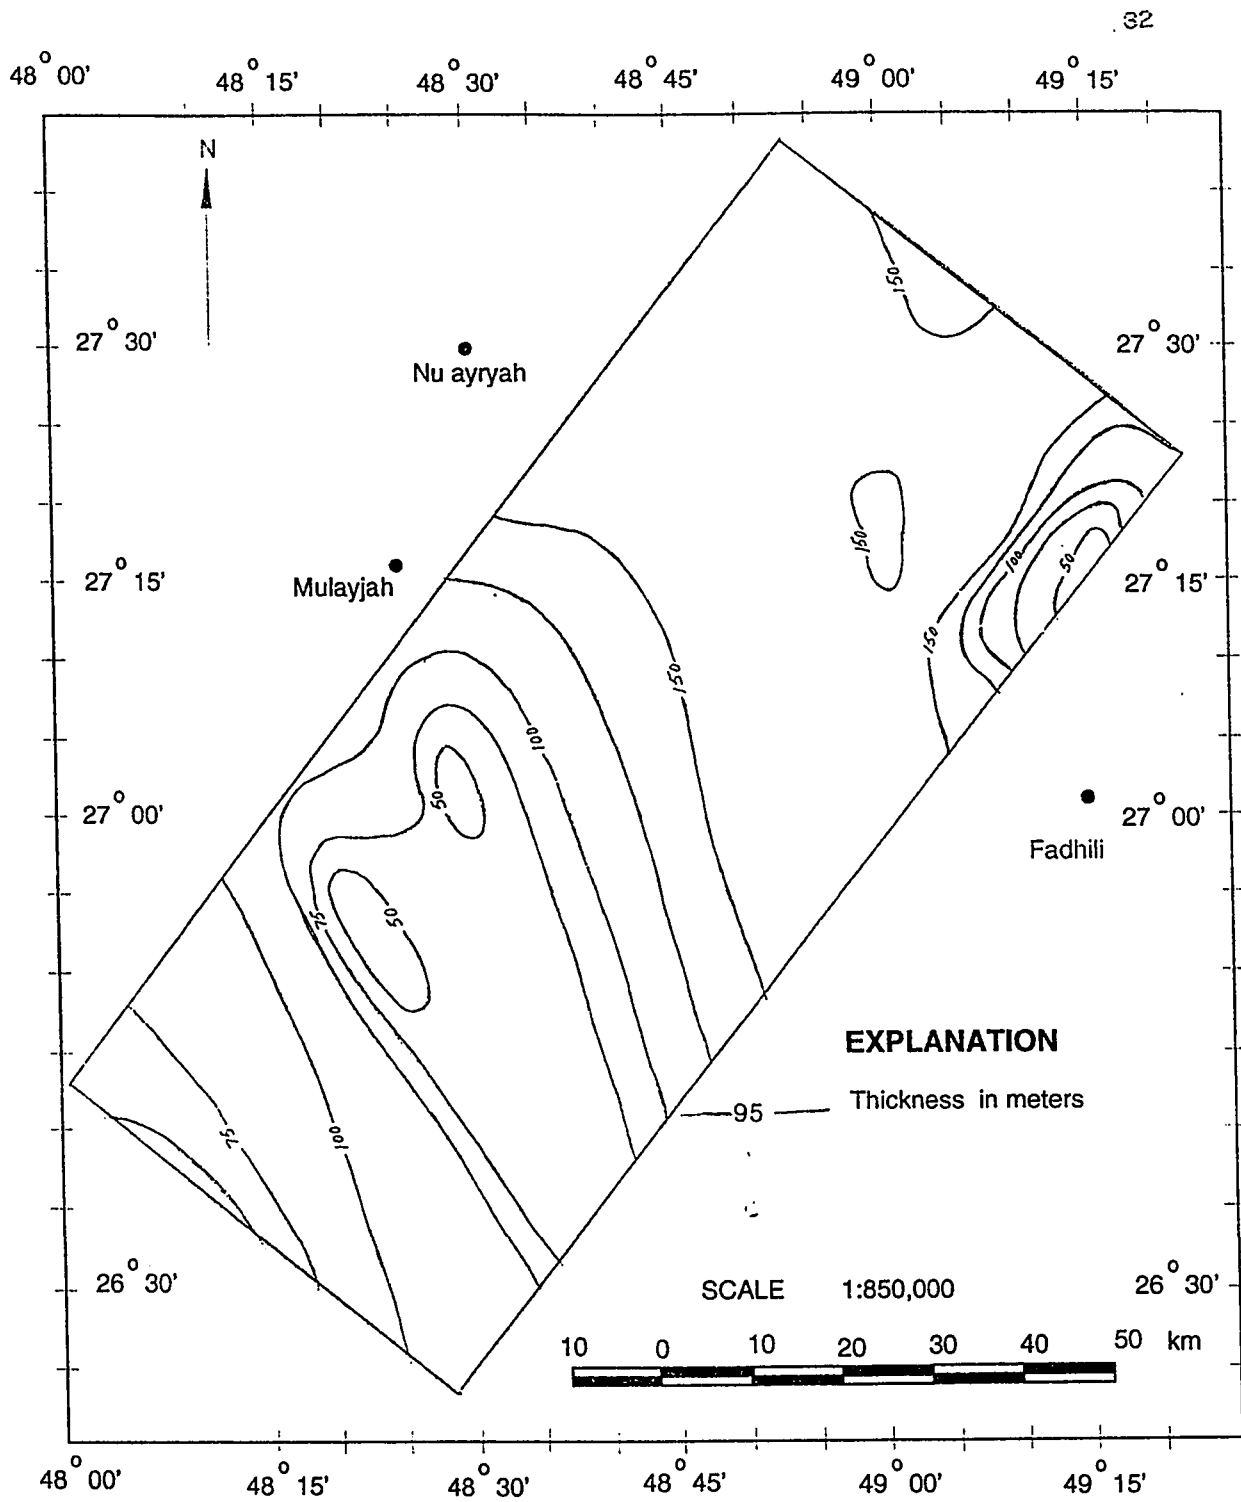 32
48° 00' 48° 15' 48° 30' 48° 45' 49° 00' 49° 15'
N
150
27° 30' 27° 30'
Nu ayryah
150
100
50
27° 15' 27° 15'
Mulayjah
150
150
100
50
27° 00' 27° 00'
Fadhili
75
50
EXPLANATION
95 Thickness in meters
75
100
26° 30' 26° 30'
SCALE 1:850,000
10 0 10 20 30 40 50 km
48° 00' 48° 15' 48° 30' 48° 45' 49° 00' 49° 15'